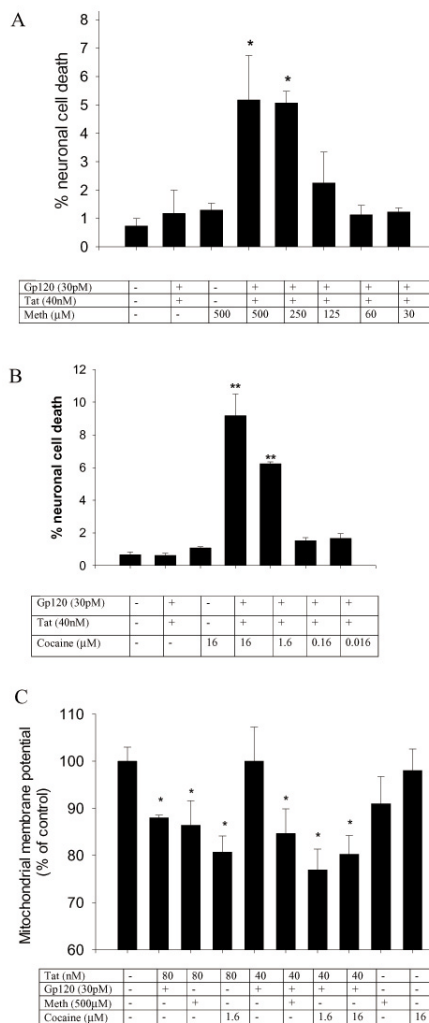 A
% neuronal cell death
8
7
6
5
4
3
2
1
0
* *
Gp120 (30pM) - + - + + + + +
Tat (40nM) - + - + + + + +
Meth (µM) - - 500 500 250 125 60 30
B
% neuronal cell death
12
10
8
6
4
2
0
** **
Gp120 (30pM) - + - + + + +
Tat (40nM) - + - + + + +
Cocaine (µM) - - 16 16 1.6 0.16 0.016
C
Mitochondrial membrane potential
(% of control)
110
100
90
80
70
60
* * * * * *
Tat (nM) - 80 80 80 40 40 40 40 - -
Gp120 (30pM) - + + + + +  - -
Meth (500µM) - + + +
Cocaine (µM) - 1.6 1.6 16 - 16